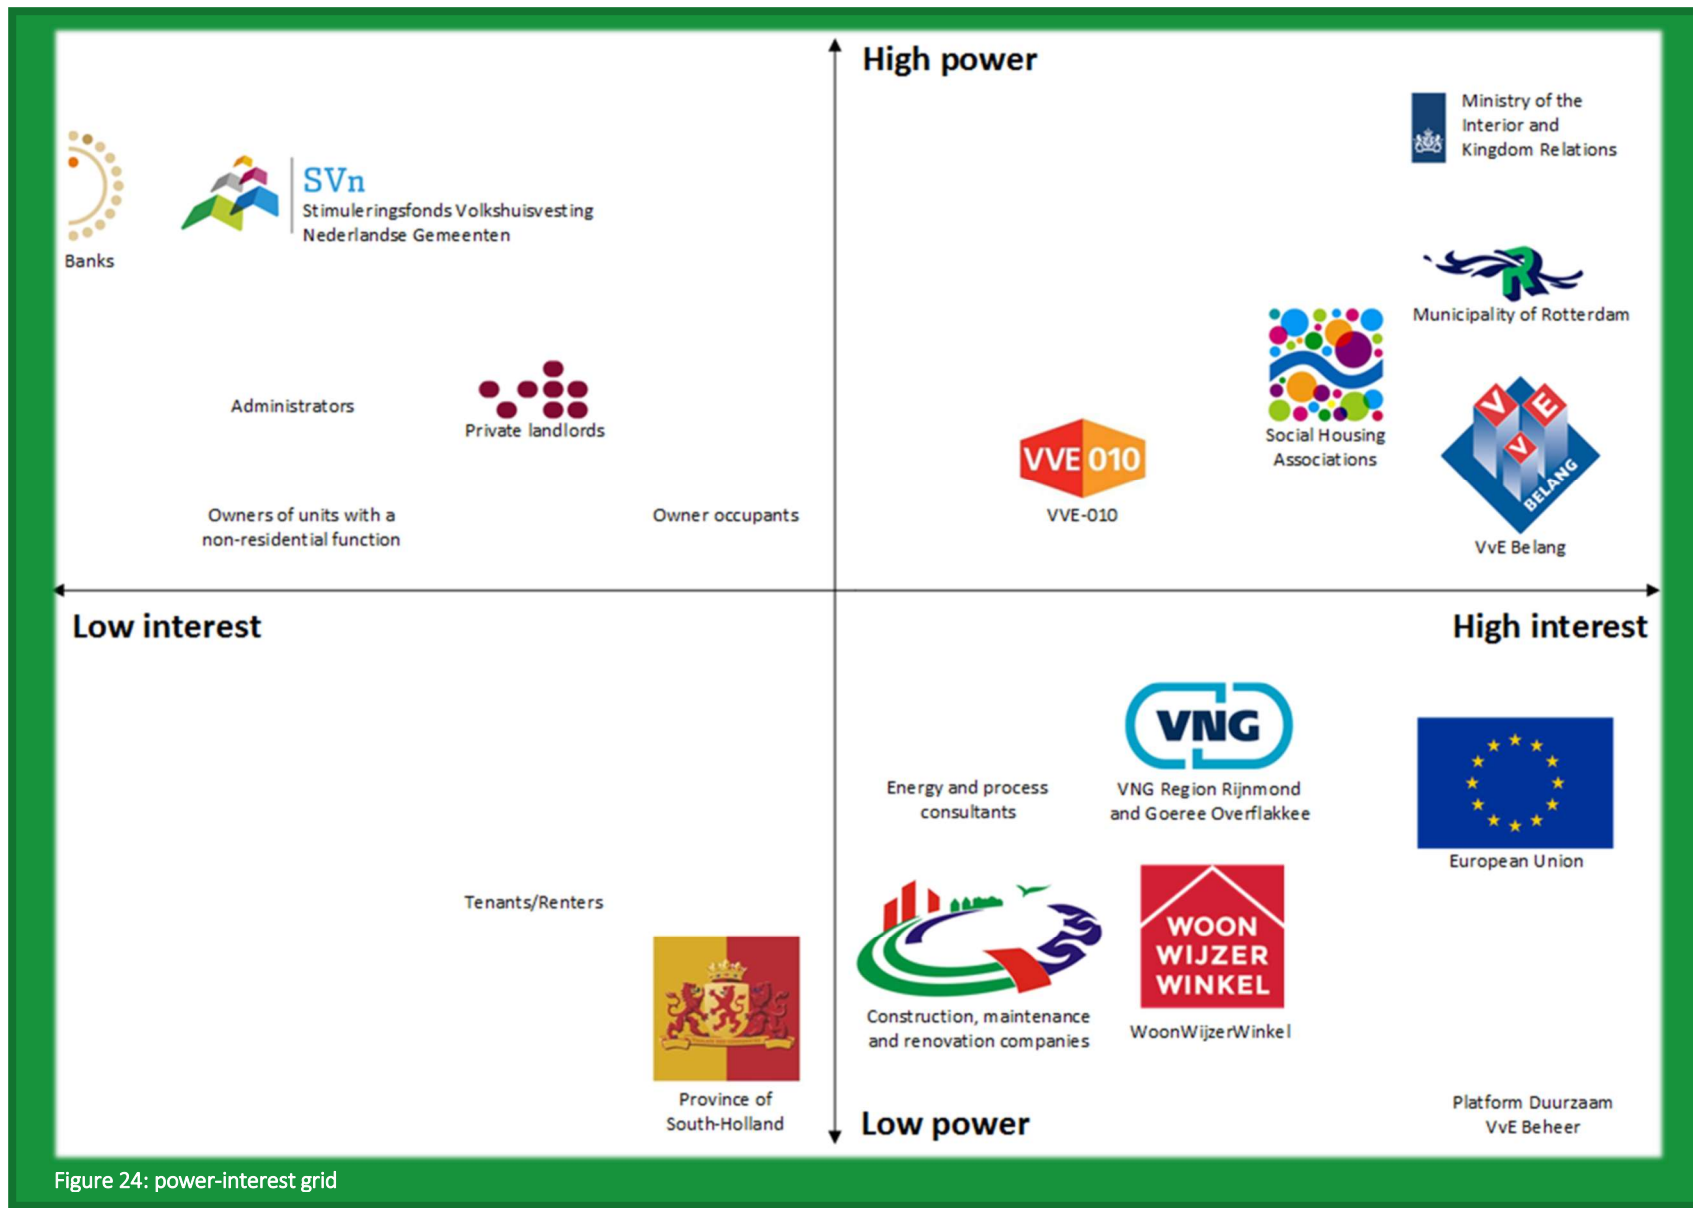 High power
Ministry of the
Interior and
Kingdom Relations
SVn
Stimuleringsfonds Volkshuisvesting
Nederlandse Gemeenten
Banks
Municipality of Rotterdam
Administrators
Private landlords
Social Housing
Associations
VVE 010
VVE-010
V V E
BELANG
VvE Belang
Owners of units with a
non-residential function
Owner occupants
Low interest
High interest
VNG
VNG Region Rijnmond
and Goeree Overflakkee
Energy and process
consultants
European Union
Tenants/Renters
WOON
WIJZER
WINKEL
WoonWijzerWinkel
Construction, maintenance
and renovation companies
Province of
South-Holland
Low power
Platform Duurzaam
VvE Beheer
Figure 24: power-interest grid